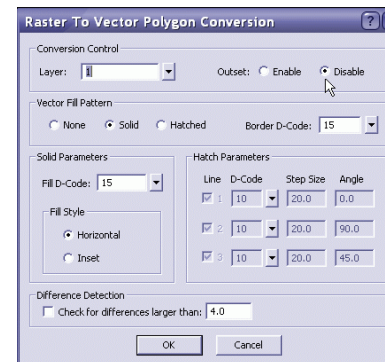 Raster To Vector Polygon Conversion ?
Conversion Control
Layer: 1 Outset: Enable Disable
Vector Fill Pattern
None Solid Hatched Border D-Code: 15
Solid Parameters
Fill D-Code: 15
Fill Style
Horizontal
Inset
Hatch Parameters
Line D-Code Step Size Angle
1 10 20.0 0.0
2 10 20.0 90.0
3 10 20.0 45.0
Difference Detection
Check for differences larger than: 4.0
OK Cancel